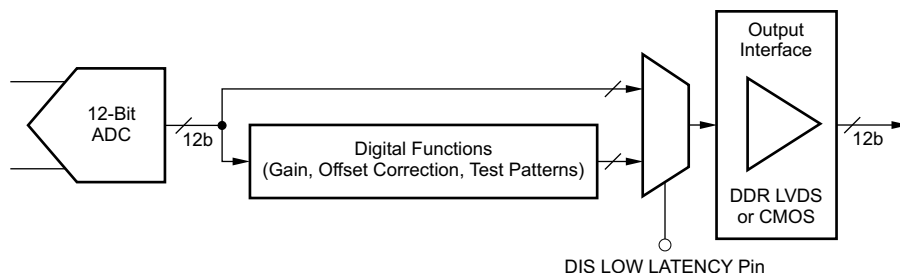 12-Bit
ADC
12b
Digital Functions
(Gain, Offset Correction, Test Patterns)
Output
Interface
DDR LVDS
or CMOS
12b
DIS LOW LATENCY Pin